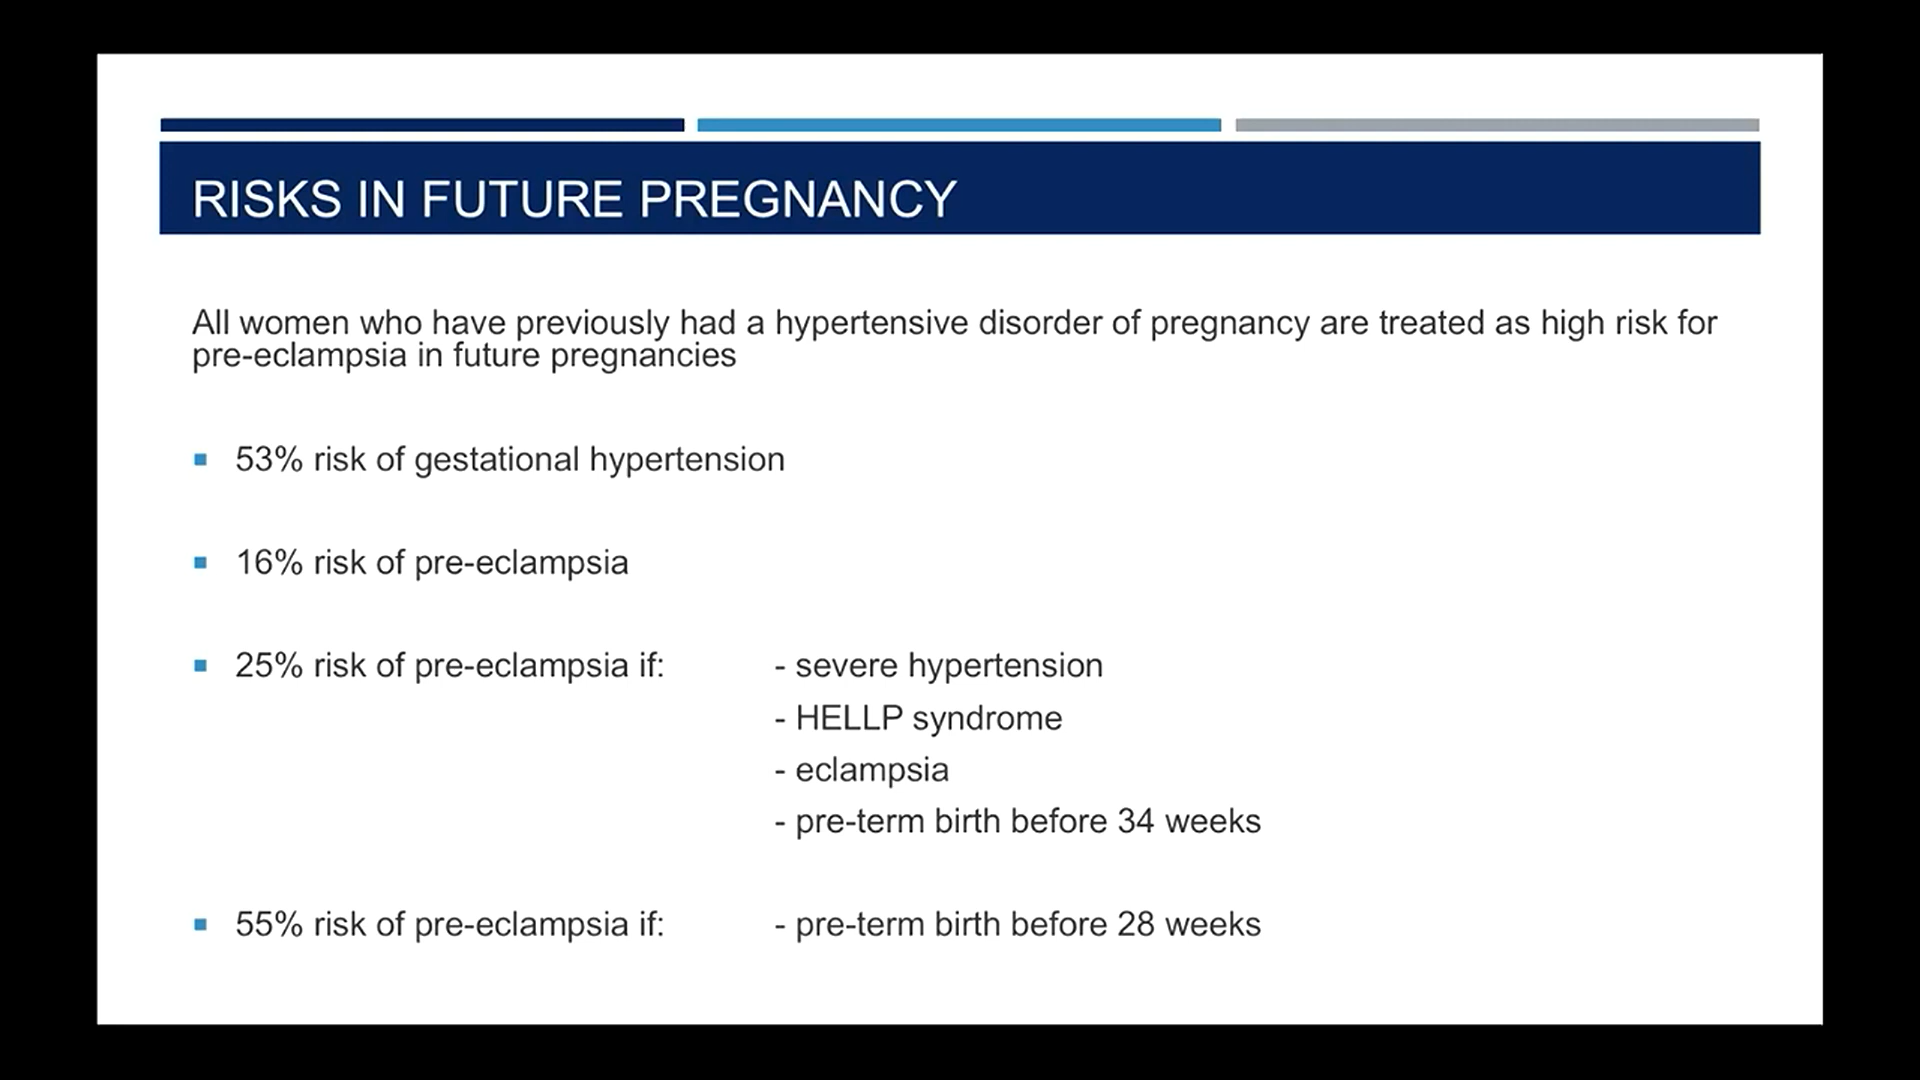 RISKS IN FUTURE PREGNANCY
All women who have previously had a hypertensive disorder of pregnancy are treated as high risk for
pre-eclampsia in future pregnancies
53% risk of gestational hypertension
16% risk of pre-eclampsia
25% risk of pre-eclampsia if: - severe hypertension
- HELLP syndrome
- eclampsia
- pre-term birth before 34 weeks
55% risk of pre-eclampsia if: - pre-term birth before 28 weeks